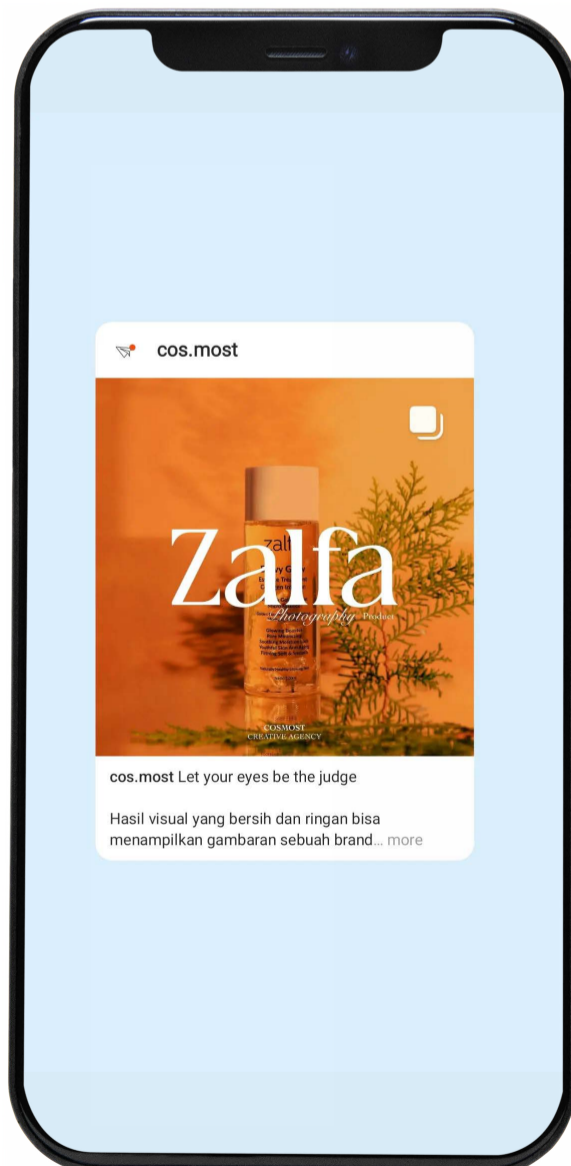 cos.most
zalfa
Zalfa
Photography Product
COSMOST
CREATIVE AGENCY
cos.most Let your eyes be the judge
Hasil visual yang bersih dan ringan bisa
menampilkan gambaran sebuah brand... more